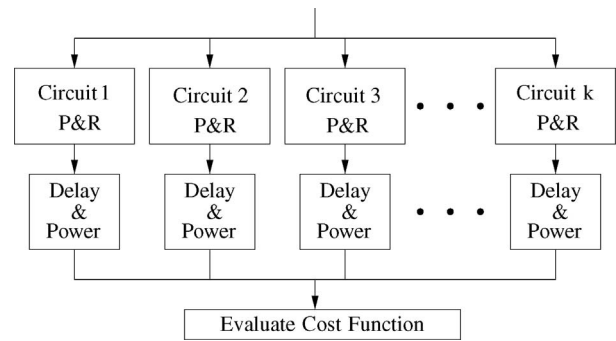 Circuit 1
P&R
Circuit 2
P&R
Circuit 3
P&R
Circuit k
P&R
Delay
&
Power
Delay
&
Power
Delay
&
Power
Delay
&
Power
Evaluate Cost Function